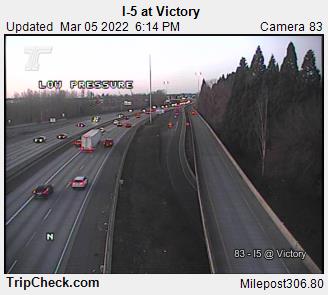 I-5 at Victory
Updated Mar 05 2022 6:14 PM Camera 83
T
LOW PRESSURE
N
83 - I5 @ Victory
TripCheck.com Milepost306.80